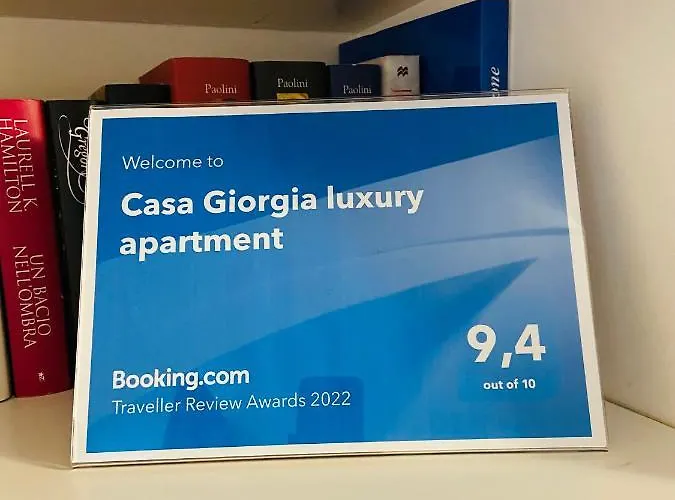 Paolini
Paolini
Paolini
LAURELL K.
HAMILTON
UN BACIO
NELL'OMBRA
Welcome to
Casa Giorgia luxury
apartment
9,4
out of 10
Booking.com
Traveller Review Awards 2022